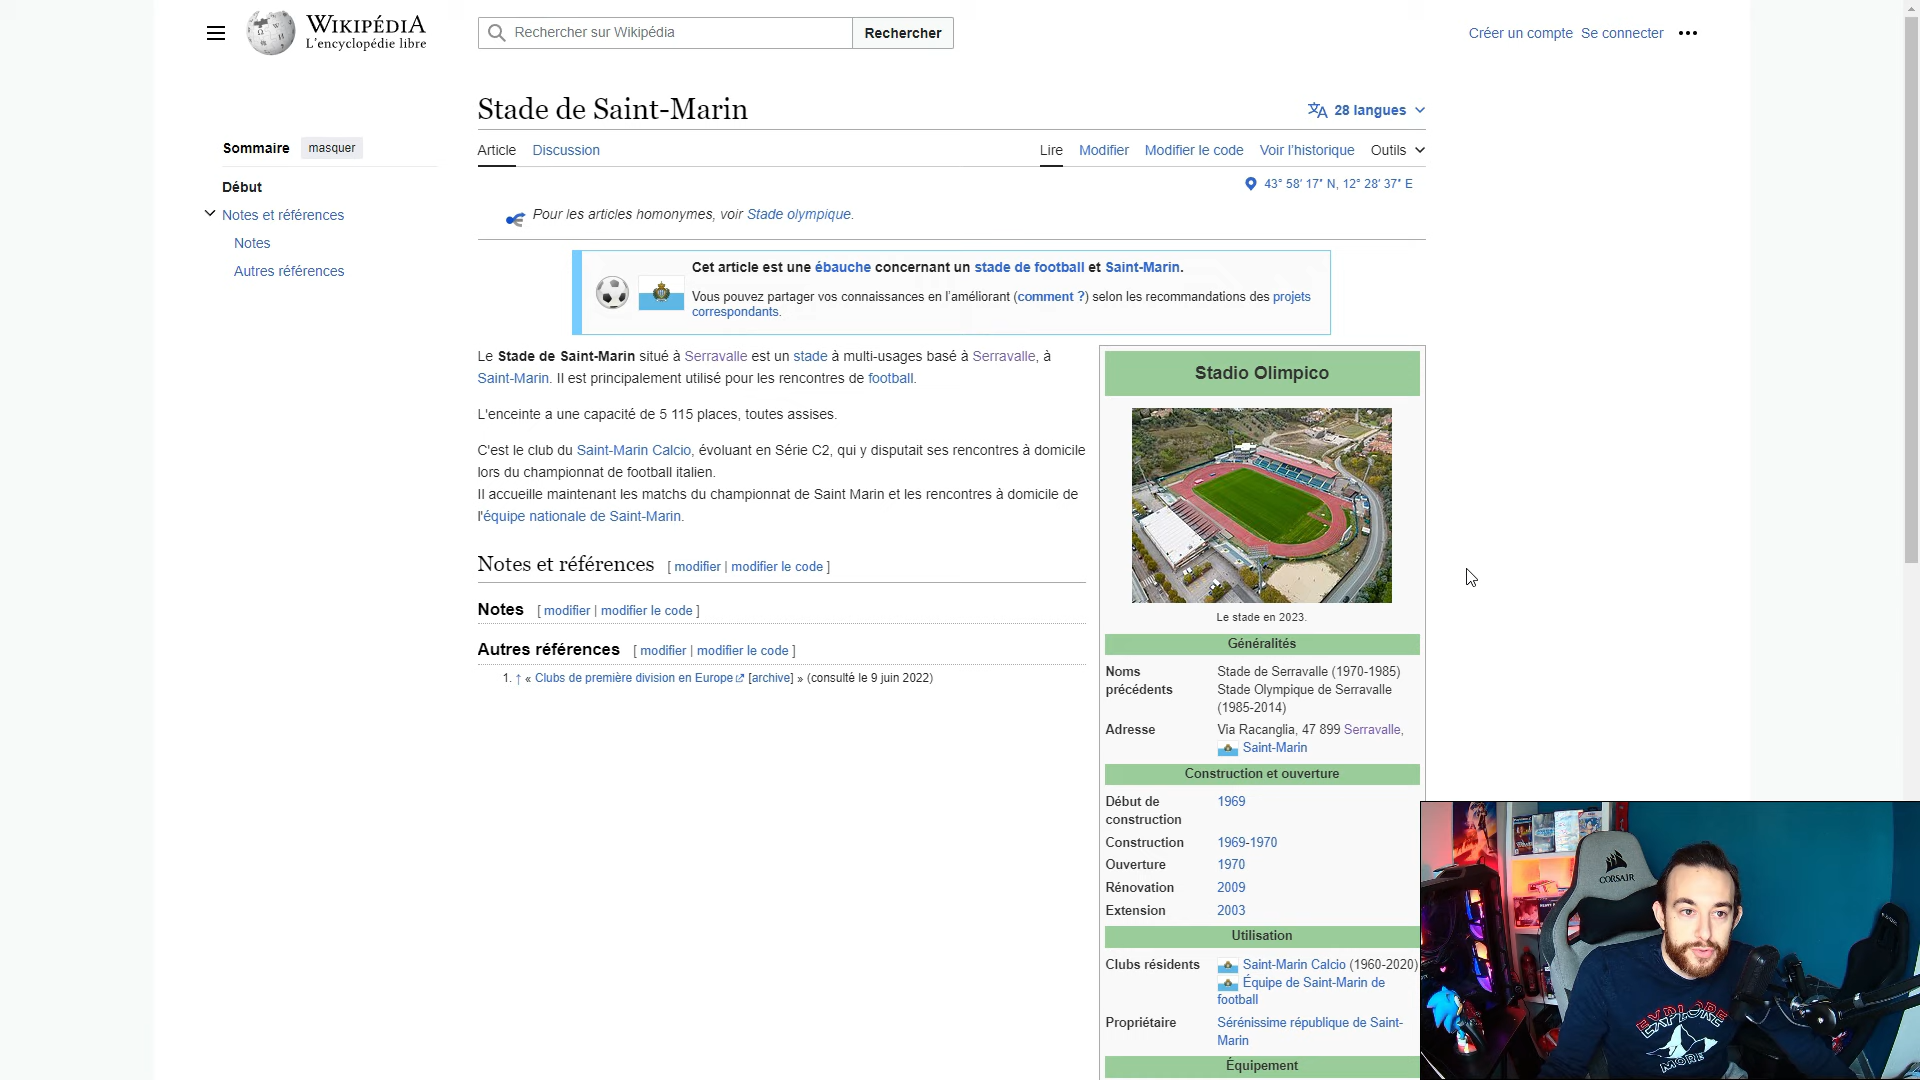 WIKIPÉDIA
L'encyclopédie libre
Rechercher sur Wikipédia
Rechercher
Créer un compte Se connecter
Stade de Saint-Marin
28 langues
Sommaire masquer
Article Discussion
Lire Modifier Modifier le code Voir l'historique Outils
Début
Notes et références
Notes
Autres références
43° 58′ 17″ N, 12° 28′ 37″ E
Pour les articles homonymes, voir Stade olympique.
Cet article est une ébauche concernant un stade de football et Saint-Marin.
Vous pouvez partager vos connaissances en l'améliorant (comment ?) selon les recommandations des projets
correspondants.
Le Stade de Saint-Marin situé à Serravalle est un stade à multi-usages basé à Serravalle, à
Saint-Marin. Il est principalement utilisé pour les rencontres de football.
L'enceinte a une capacité de 5 115 places, toutes assises.
C'est le club du Saint-Marin Calcio, évoluant en Série C2, qui y disputait ses rencontres à domicile
lors du championnat de football italien.
Il accueille maintenant les matchs du championnat de Saint Marin et les rencontres à domicile de
l'équipe nationale de Saint-Marin.
Notes et références [ modifier | modifier le code ]
Notes [ modifier | modifier le code ]
Autres références [ modifier | modifier le code ]
1. ↑ « Clubs de première division en Europe [archive] » (consulté le 9 juin 2022)
Stadio Olimpico
Le stade en 2023.
Généralités
Noms
précédents
Stade de Serravalle (1970-1985)
Stade Olympique de Serravalle
(1985-2014)
Adresse
Via Racanglia, 47 899 Serravalle,
Saint-Marin
Construction et ouverture
Début de
construction
1969
Construction 1969-1970
Ouverture 1970
Rénovation 2009
Extension 2003
Utilisation
Clubs résidents
Saint-Marin Calcio (1960-2020)
Équipe de Saint-Marin de
football
Propriétaire
Sérénissime république de Saint-
Marin
Équipement
CORSAIR
EXPLORE
MORE